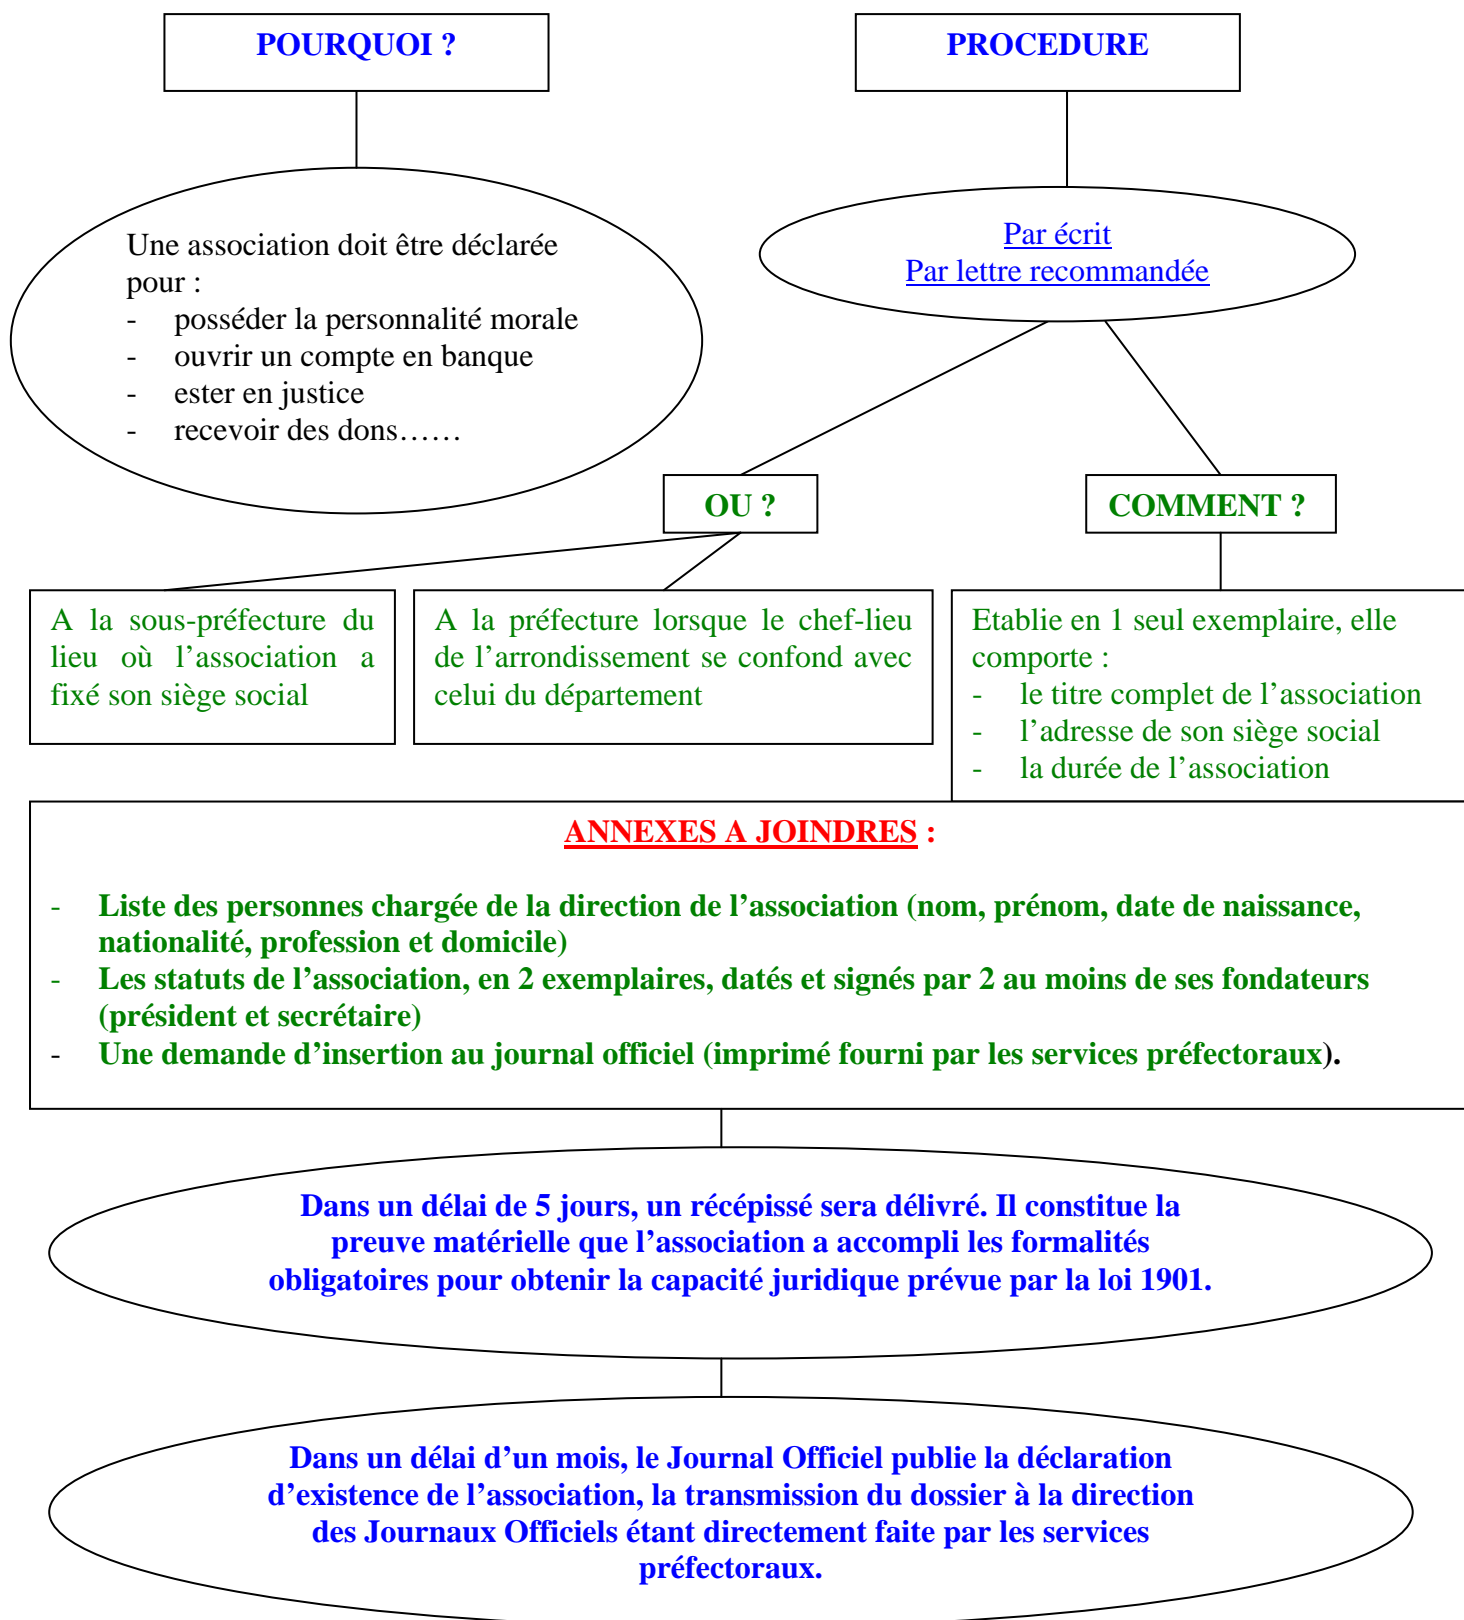 POURQUOI ?
PROCEDURE
Une association doit être déclarée
pour :
- posséder la personnalité morale
- ouvrir un compte en banque
- ester en justice
- recevoir des dons……
Par écrit
Par lettre recommandée
OU ?
COMMENT ?
A la sous-préfecture du
lieu où l’association a
fixé son siège social
A la préfecture lorsque le chef-lieu
de l’arrondissement se confond avec
celui du département
Etablie en 1 seul exemplaire, elle
comporte :
- le titre complet de l’association
- l’adresse de son siège social
- la durée de l’association
ANNEXES A JOINDRES :
- Liste des personnes chargée de la direction de l’association (nom, prénom, date de naissance,
nationalité, profession et domicile)
- Les statuts de l’association, en 2 exemplaires, datés et signés par 2 au moins de ses fondateurs
(président et secrétaire)
- Une demande d’insertion au journal officiel (imprimé fourni par les services préfectoraux).
Dans un délai de 5 jours, un récépissé sera délivré. Il constitue la
preuve matérielle que l’association a accompli les formalités
obligatoires pour obtenir la capacité juridique prévue par la loi 1901.
Dans un délai d’un mois, le Journal Officiel publie la déclaration
d’existence de l’association, la transmission du dossier à la direction
des Journaux Officiels étant directement faite par les services
préfectoraux.